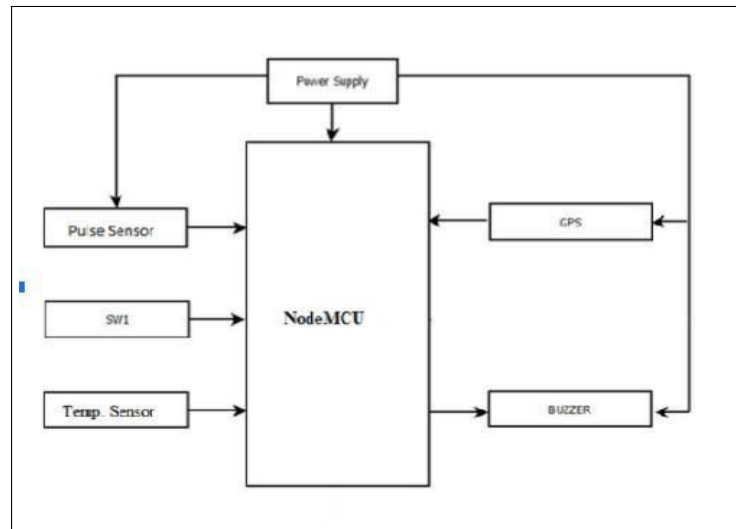 Power Supply
Pulse Sensor
GPS
SW1
NodeMCU
Temp. Sensor
BUZZER